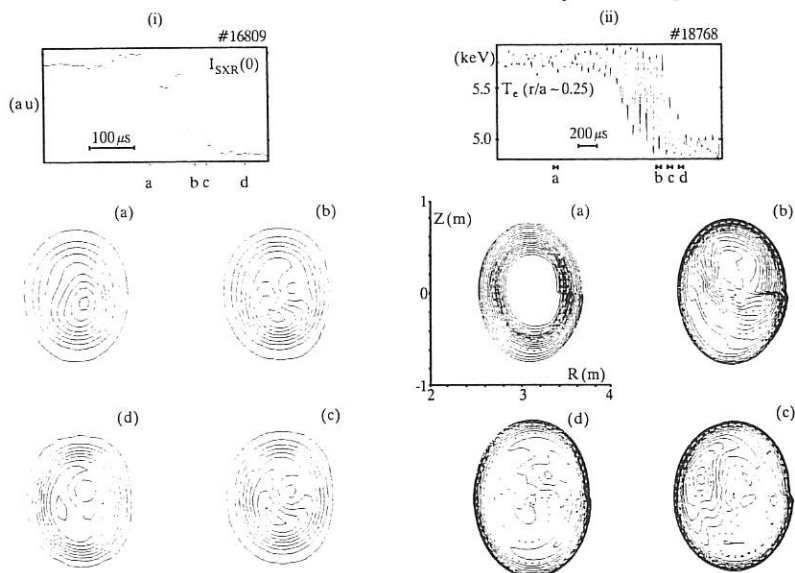 (i)
#16809
I_SXR(0)
(au)
100 μs
a b c d
(a) (b)
(d) (c)
(ii)
#18768
(keV)
5.5
T_e (r/a ~ 0.25)
200 μs
5.0
a b c d
1
Z (m)
(a) (b)
0
-1
R (m)
2 3 4
(d) (c)